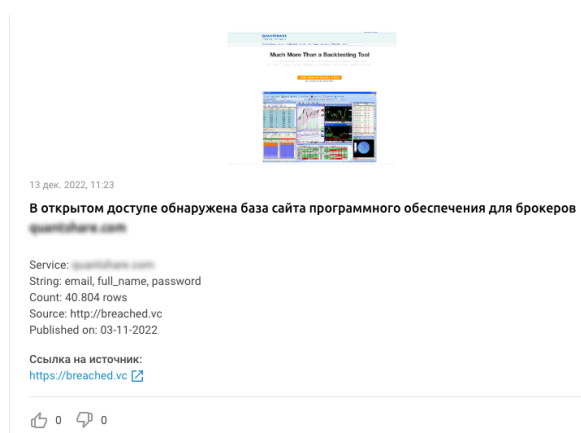 QUANTSHARE
Much More Than a Backtesting Tool
13 дек. 2022, 11:23
В открытом доступе обнаружена база сайта программного обеспечения для брокеров
Service:
String: email, full_name, password
Count: 40.804 rows
Source: http://breached.vc
Published on: 03-11-2022
Ссылка на источник:
https://breached.vc
0 0